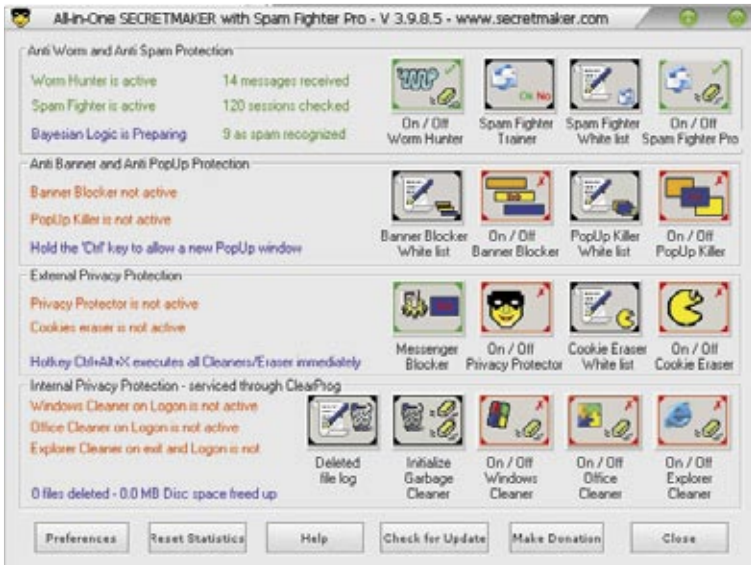 All-in-One SECRETMAKER with Spam Fighter Pro - V 3.9.8.5 - www.secretmaker.com
Anti Worm and Anti Spam Protection
Worm Hunter is active 14 messages received
Spam Fighter is active 120 sessions checked
Bayesian Logic is Preparing 9 as spam recognized
On No
On / Off Worm Hunter
Spam Fighter Trainer
Spam Fighter White list
On / Off Spam Fighter Pro
Anti Banner and Anti PopUp Protection
Banner Blocker not active
PopUp Killer is not active
Hold the 'Ctrl' key to allow a new PopUp window
Banner Blocker White list
On / Off Banner Blocker
PopUp Killer White list
On / Off PopUp Killer
External Privacy Protection
Privacy Protector is not active
Cookies eraser is not active
Hotkey Ctrl+Alt+X executes all Cleaners/Eraser immediately
Messenger Blocker
On / Off Privacy Protector
Cookie Eraser White list
On / Off Cookie Eraser
Internal Privacy Protection - serviced through ClearProg
Windows Cleaner on Logon is not active
Office Cleaner on Logon is not active
Explorer Cleaner on exit and Logon is not
0 files deleted - 0.0 MB Disc space freed up
Deleted file log
Initialize Garbage Cleaner
On / Off Windows Cleaner
On / Off Office Cleaner
On / Off Explorer Cleaner
Preferences Reset Statistics Help Check for Update Make Donation Close